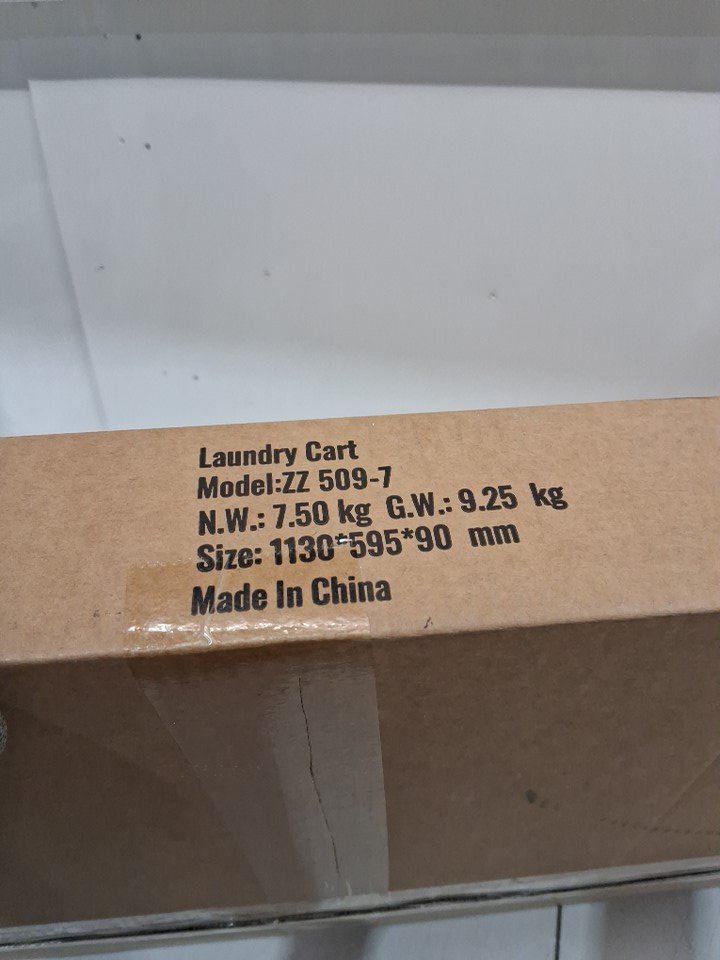 Laundry Cart
Model:ZZ 509-7
N.W.: 7.50 kg G.W.: 9.25 kg
Size: 1130*595*90 mm
Made In China